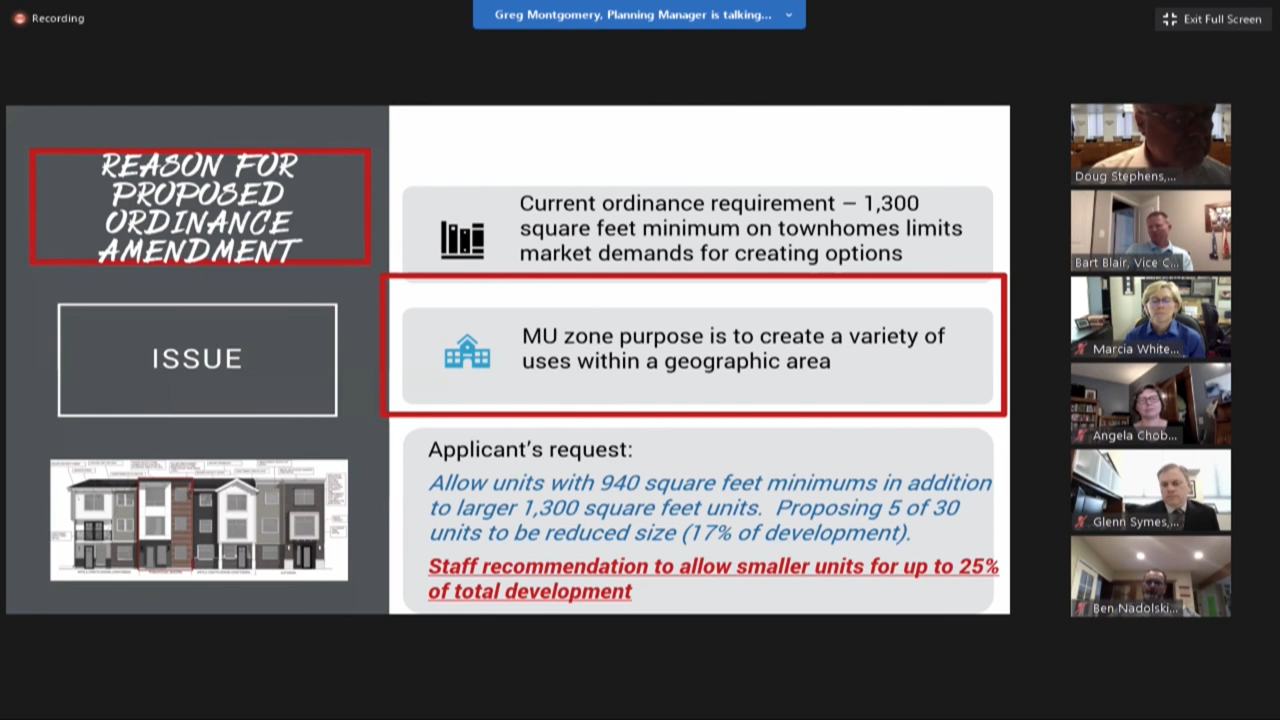 Recording
Greg Montgomery, Planning Manager is talking...
Exit Full Screen
REASON FOR
PROPOSED
ORDINANCE
AMENDMENT
ISSUE
Current ordinance requirement – 1,300
square feet minimum on townhomes limits
market demands for creating options
MU zone purpose is to create a variety of
uses within a geographic area
Applicant's request:
Allow units with 940 square feet minimums in addition
to larger 1,300 square feet units. Proposing 5 of 30
units to be reduced size (17% of development).
Staff recommendation to allow smaller units for up to 25%
of total development
Doug Stephens,...
Bart Blair, Vice C...
Marcia White...
Angela Chob...
Glenn Symes,...
Ben Nadolski...